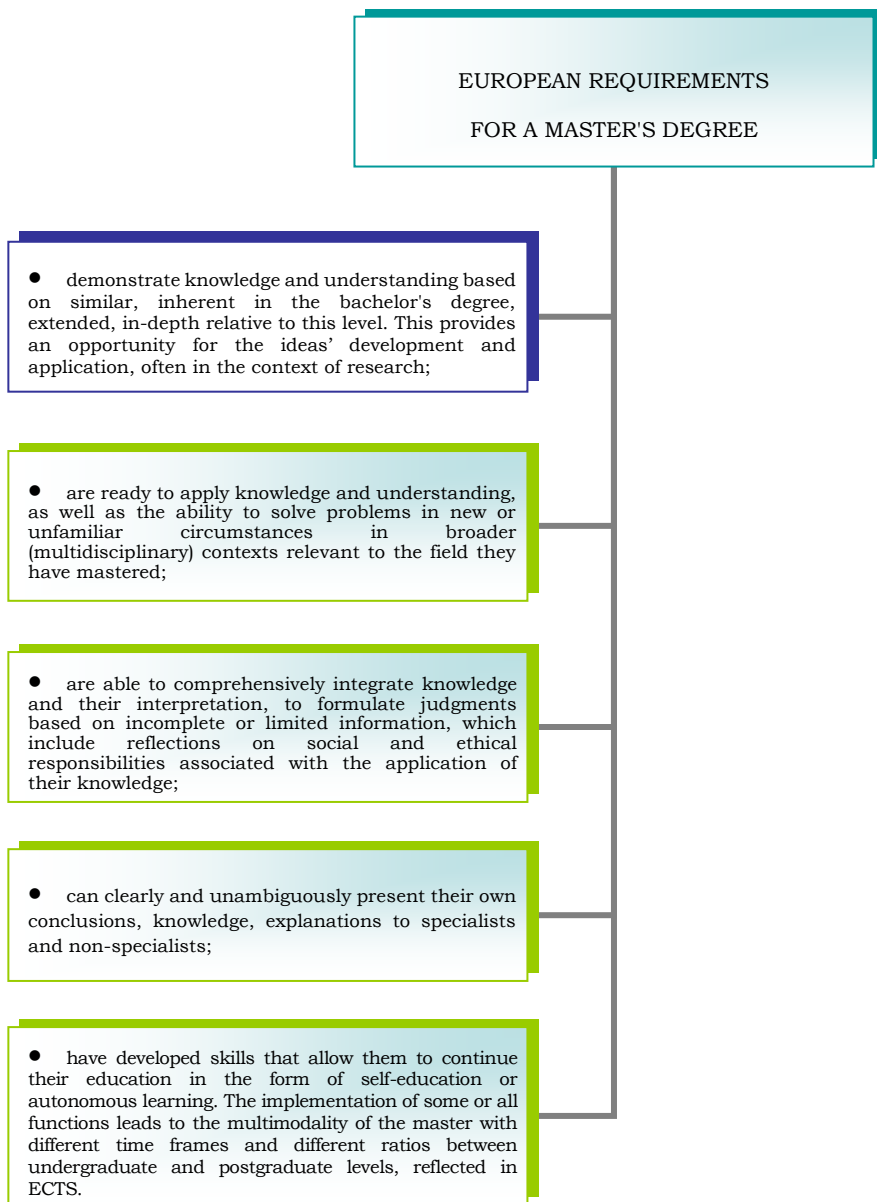 EUROPEAN REQUIREMENTS
FOR A MASTER'S DEGREE
● demonstrate knowledge and understanding based
on similar, inherent in the bachelor's degree,
extended, in-depth relative to this level. This provides
an opportunity for the ideas’ development and
application, often in the context of research;
● are ready to apply knowledge and understanding,
as well as the ability to solve problems in new or
unfamiliar circumstances in broader
(multidisciplinary) contexts relevant to the field they
have mastered;
● are able to comprehensively integrate knowledge
and their interpretation, to formulate judgments
based on incomplete or limited information, which
include reflections on social and ethical
responsibilities associated with the application of
their knowledge;
● can clearly and unambiguously present their own
conclusions, knowledge, explanations to specialists
and non-specialists;
● have developed skills that allow them to continue
their education in the form of self-education or
autonomous learning. The implementation of some or all
functions leads to the multimodality of the master with
different time frames and different ratios between
undergraduate and postgraduate levels, reflected in
ECTS.